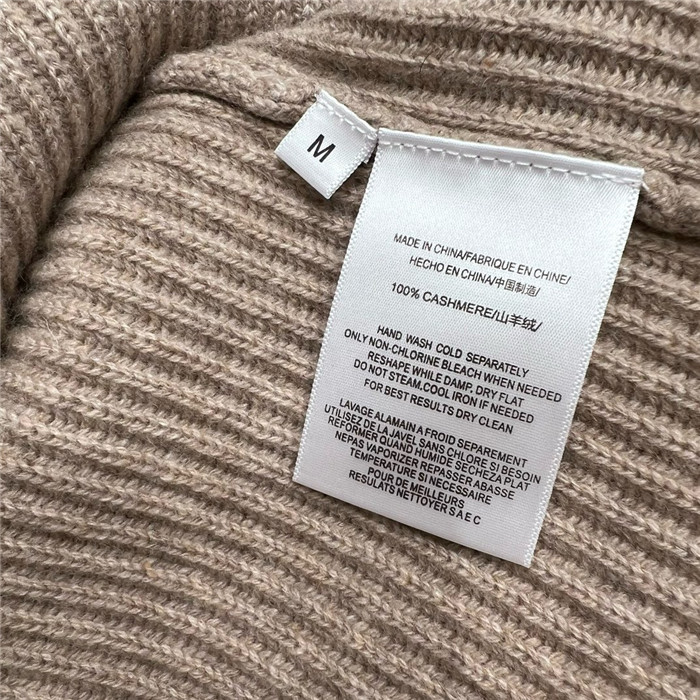 M
MADE IN CHINA/FABRIQUE EN CHINE/
HECHO EN CHINA/中国制造/
100% CASHMERE/山羊绒/
HAND WASH COLD SEPARATELY
ONLY NON-CHLORINE BLEACH WHEN NEEDED
RESHAPE WHILE DAMP. DRY FLAT
DO NOT STEAM.COOL IRON IF NEEDED
FOR BEST RESULTS DRY CLEAN
LAVAGE ALAMAIN A FROID SEPAREMENT
UTILISEZ DE LA JAVEL SANS CHLORE SI BESOIN
REFORMER QUAND HUMIDE SECHEZA PLAT
NEPAS VAPORIZER REPASSER ABASSE
TEMPERATURE SI NECESSAIRE
POUR DE MEILLEURS
RESULATS NETTOYER S A E C